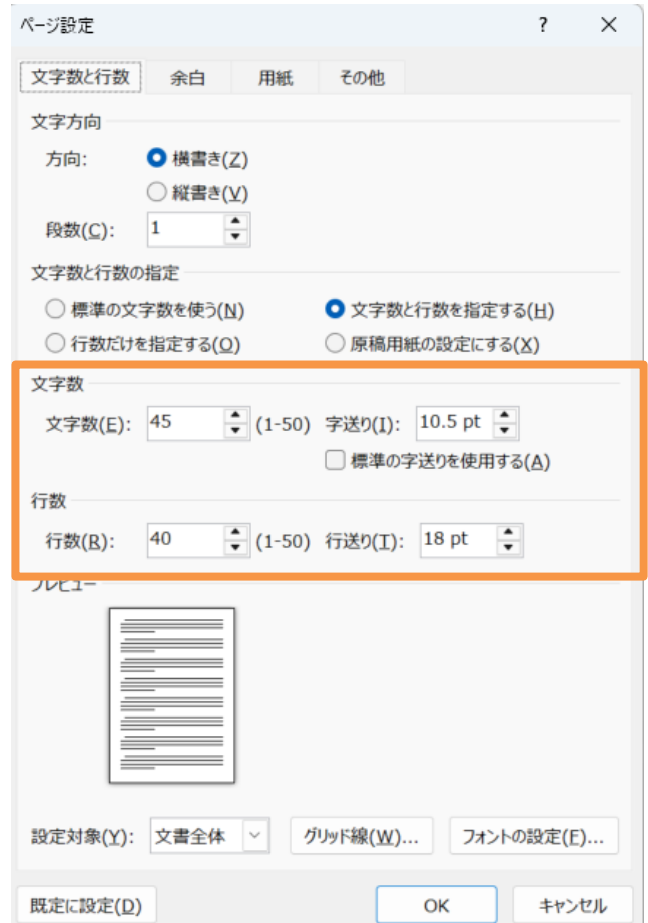 ページ設定 ?
文字数と行数 余白 用紙 その他
文字方向
方向: 横書き(Z)
縦書き(V)
段数(C): 1
文字数と行数の指定
標準の文字数を使う(N) 文字数と行数を指定する(H)
行数だけを指定する(O) 原稿用紙の設定にする(X)
文字数
文字数(E): 45 (1-50) 字送り(I): 10.5 pt
標準の字送りを使用する(A)
行数
行数(R): 40 (1-50) 行送り(T): 18 pt
プレビュー
設定対象(Y): 文書全体 グリッド線(W)... フォントの設定(F)...
既定に設定(D) OK キャンセル